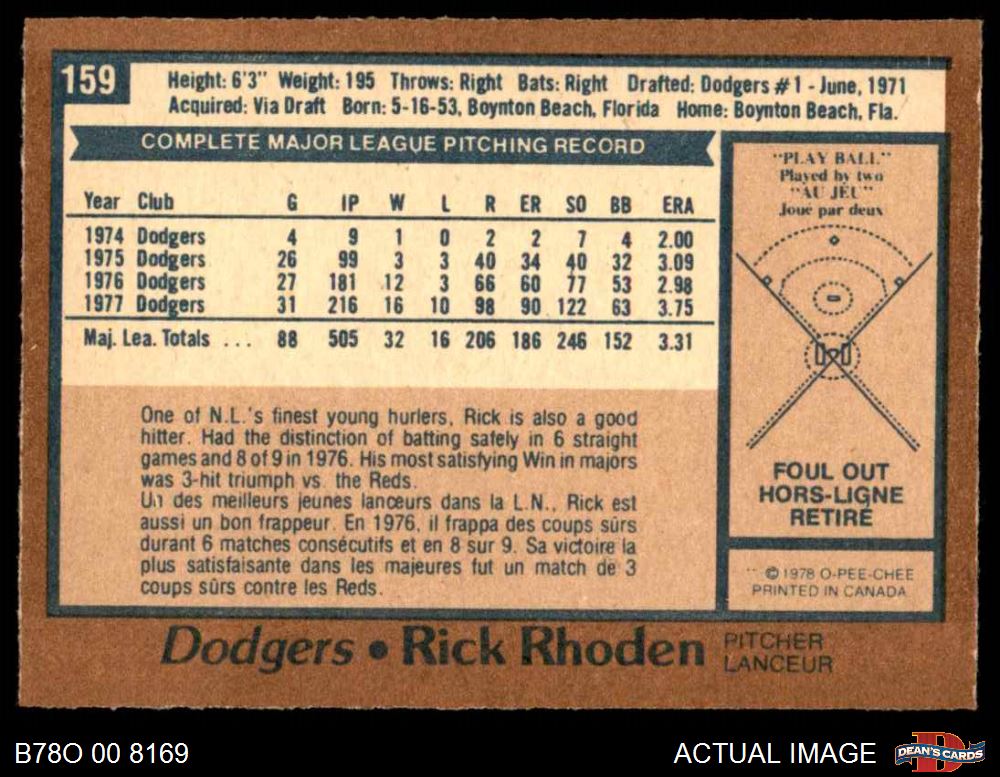 159
Height: 6'3" Weight: 195 Throws: Right Bats: Right Drafted: Dodgers #1 - June, 1971
Acquired: Via Draft Born: 5-16-53, Boynton Beach, Florida Home: Boynton Beach, Fla.
COMPLETE MAJOR LEAGUE PITCHING RECORD
Year Club G IP W L R ER SO BB ERA
1974 Dodgers 4 9 1 0 2 2 7 4 2.00
1975 Dodgers 26 99 3 3 40 34 40 32 3.09
1976 Dodgers 27 181 12 3 66 60 77 53 2.98
1977 Dodgers 31 216 16 10 98 90 122 63 3.75
Maj. Lea. Totals ... 88 505 32 16 206 186 246 152 3.31
One of N.L.'s finest young hurlers, Rick is also a good
hitter. Had the distinction of batting safely in 6 straight
games and 8 of 9 in 1976. His most satisfying Win in majors
was 3-hit triumph vs. the Reds.
Un des meilleurs jeunes lanceurs dans la L.N., Rick est
aussi un bon frappeur. En 1976, il frappa des coups sûrs
durant 6 matches consécutifs et en 8 sur 9. Sa victoire la
plus satisfaisante dans les majeures fut un match de 3
coups sûrs contre les Reds.
"PLAY BALL"
Played by two
"AU JEU"
Joué par deux
FOUL OUT
HORS-LIGNE
RETIRÉ
©1978 O-PEE-CHEE
PRINTED IN CANADA
Dodgers • Rick Rhoden
PITCHER
LANCEUR
B78O 00 8169
ACTUAL IMAGE
DEAN'S CARDS